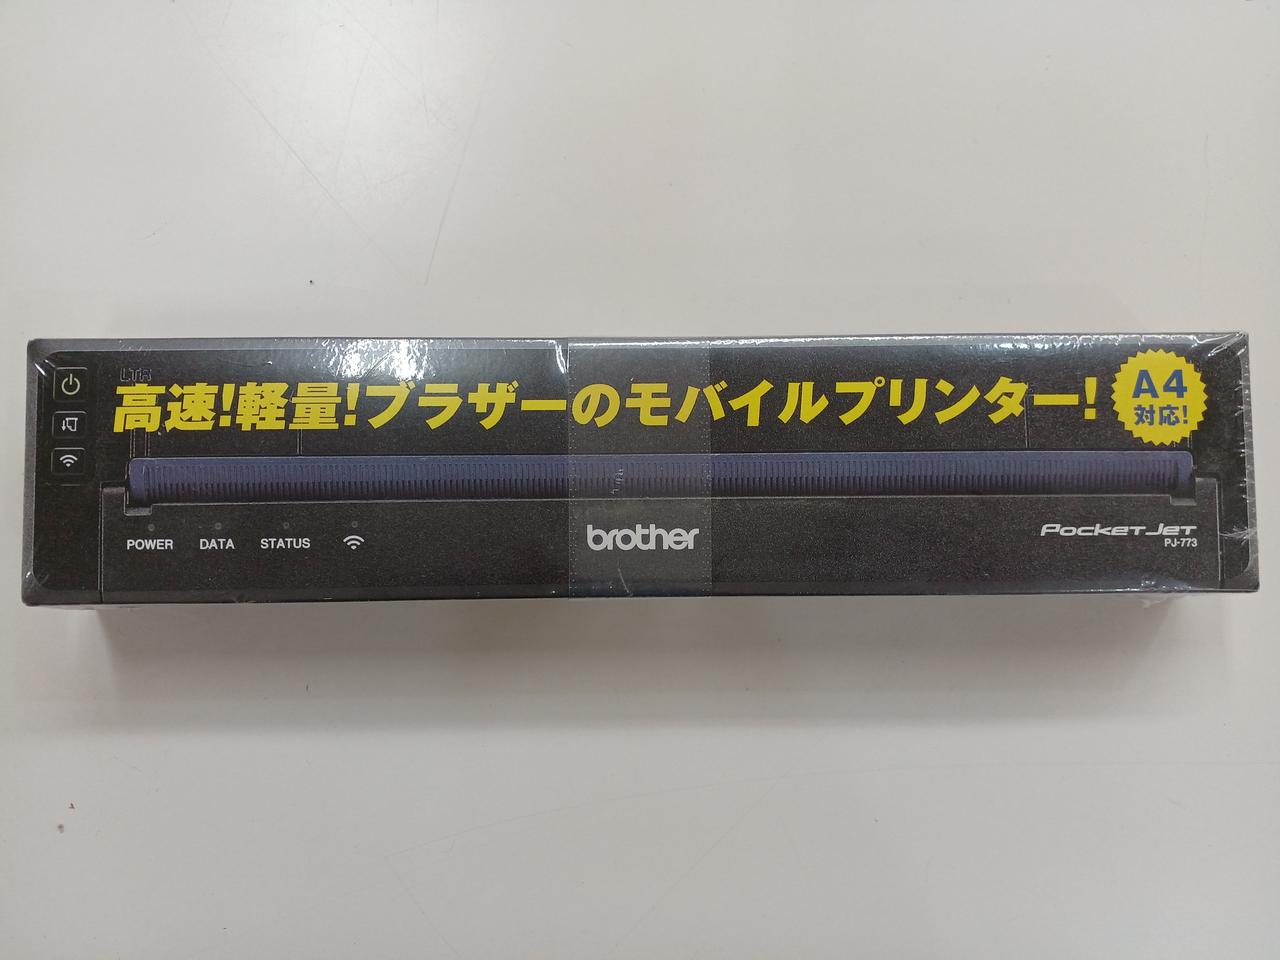 LTR
高速!軽量!ブラザーのモバイルプリンター!
A4
対応!
POWER DATA STATUS
brother
PocketJet
PJ-773